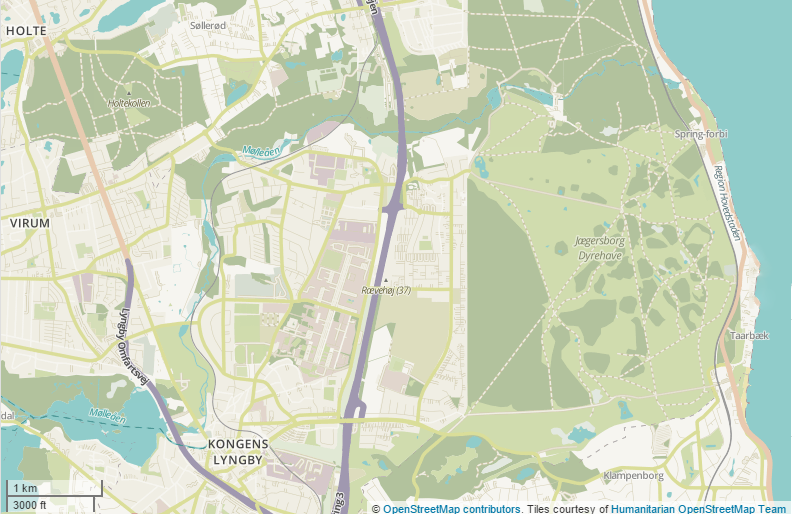 HOLTE
Søllerød
Holtekollen
Mølleåen
Spring-forbi
Region Hovedstaden
VIRUM
Jægersborg
Dyrehave
Rævehøj (37)
Lyngby Omfartsvej
Taarbæk
Mølleåen
KONGENS
LYNGBY
Klampenborg
1 km
3000 ft
© OpenStreetMap contributors. Tiles courtesy of Humanitarian OpenStreetMap Team